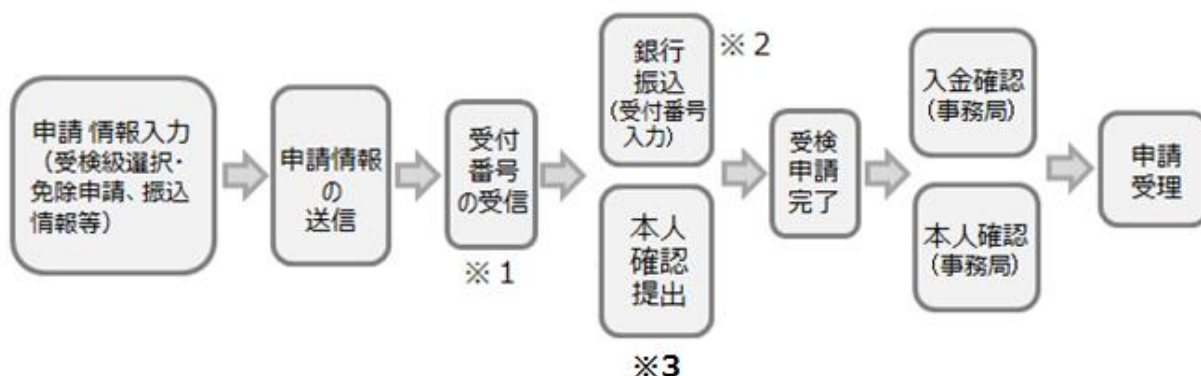 申請情報入力
（受検級選択・
免除申請、振込
情報等）
申請情報
の
送信
受付
番号
の受信
※１
銀行
振込
（受付番号
入力）
※２
本人
確認
提出
※3
受検
申請
完了
入金確認
（事務局）
本人確認
（事務局）
申請
受理